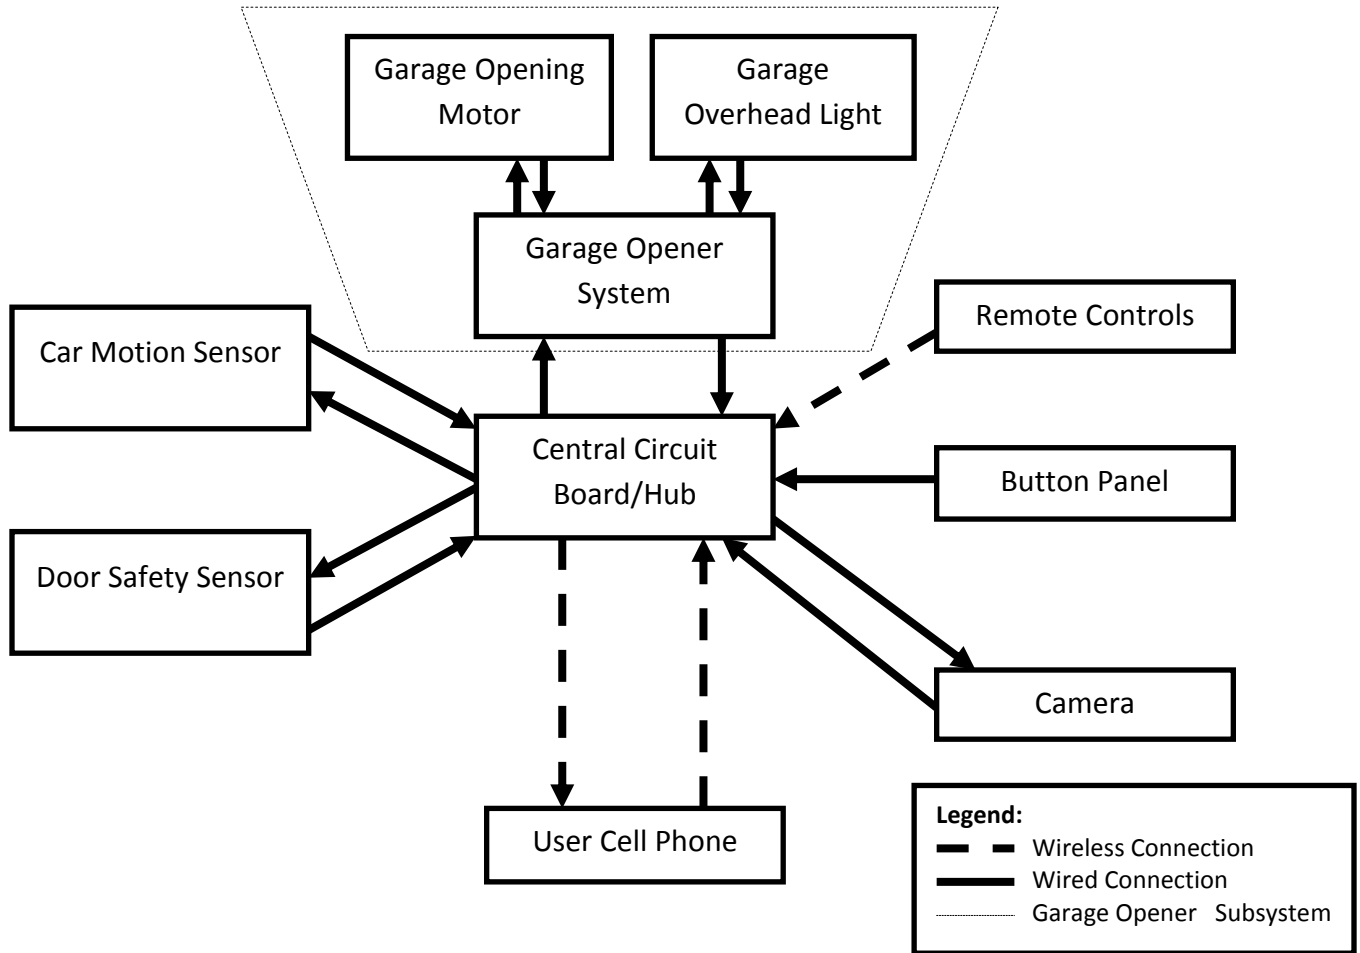 Garage Opening
Motor
Garage
Overhead Light
Garage Opener
System
Remote Controls
Car Motion Sensor
Central Circuit
Board/Hub
Button Panel
Door Safety Sensor
Camera
User Cell Phone
Legend:
Wireless Connection
Wired Connection
Garage Opener Subsystem